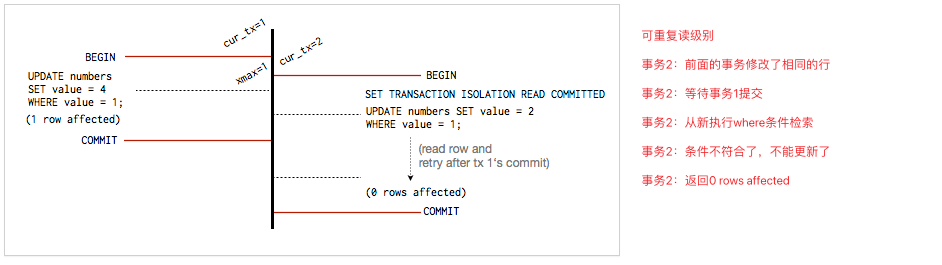 cur_tx=1
cur_tx=2
BEGIN
xmax=1
BEGIN
UPDATE numbers
SET value = 4
WHERE value = 1;
(1 row affected)
SET TRANSACTION ISOLATION READ COMMITTED
UPDATE numbers SET value = 2
WHERE value = 1;
COMMIT
(read row and
retry after tx 1's commit)
(0 rows affected)
COMMIT
可重复读级别
事务2：前面的事务修改了相同的行
事务2：等待事务1提交
事务2：从新执行where条件检索
事务2：条件不符合了，不能更新了
事务2：返回0 rows affected